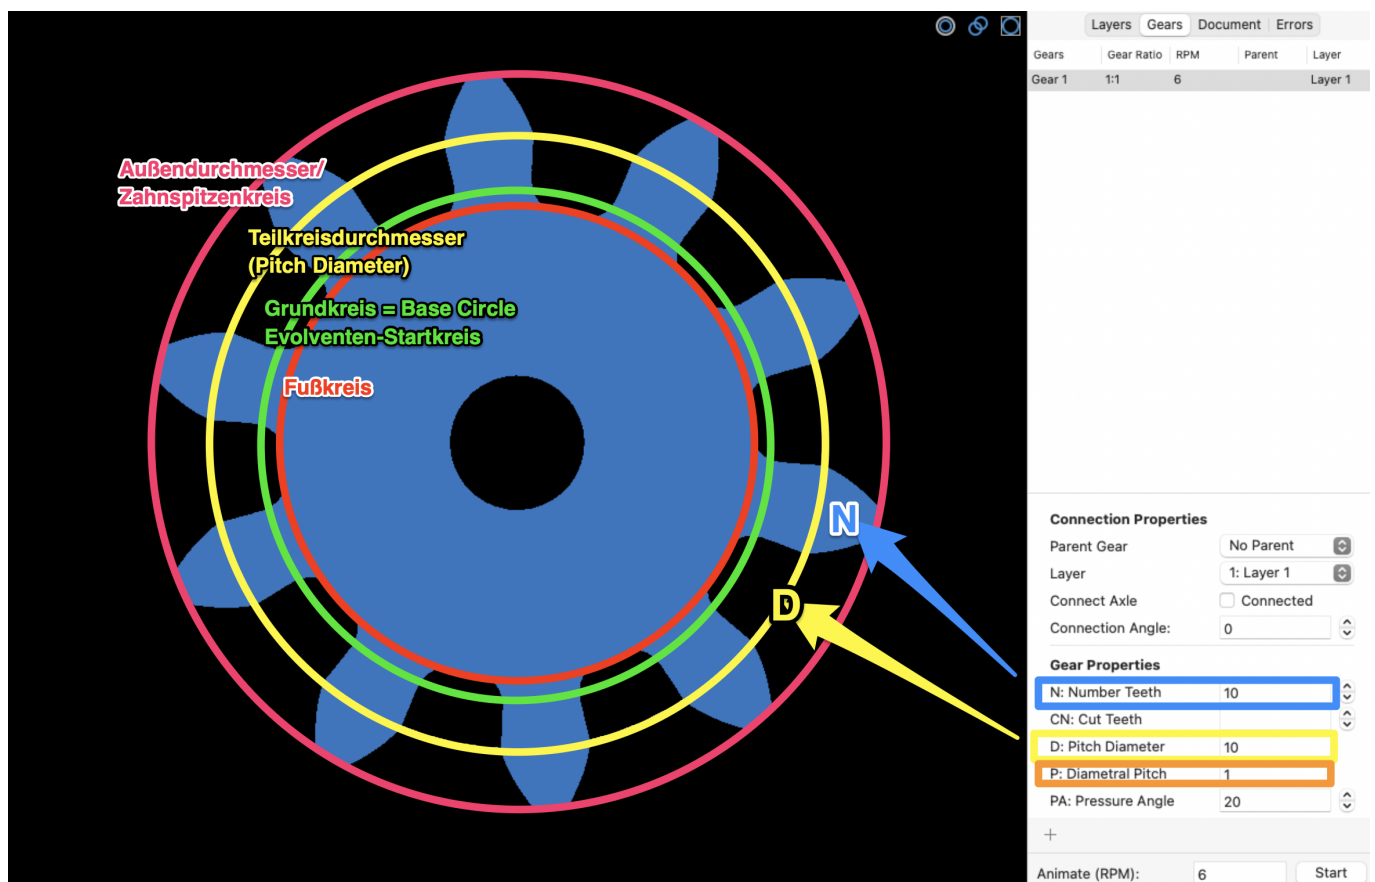 Layers Gears Document Errors
Gears Gear Ratio RPM Parent Layer
Gear 1 1:1 6 Layer 1
Außendurchmesser/
Zahnspitzenkreis
Teilkreisdurchmesser
(Pitch Diameter)
Grundkreis = Base Circle
Evolventen-Startkreis
Fußkreis
N
D
Connection Properties
Parent Gear No Parent
Layer 1: Layer 1
Connect Axle Connected
Connection Angle: 0
Gear Properties
N: Number Teeth 10
CN: Cut Teeth
D: Pitch Diameter 10
P: Diametral Pitch 1
PA: Pressure Angle 20
+
Animate (RPM): 6 Start